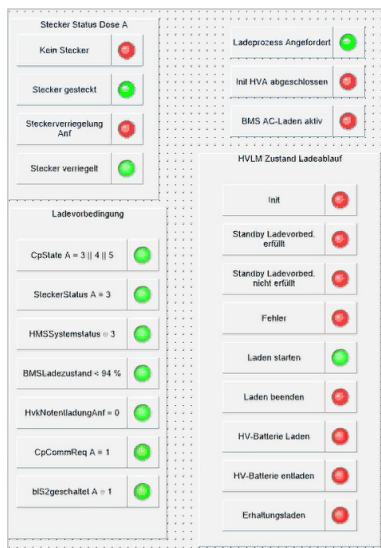 Stecker Status Dose A
Kein Stecker
Stecker gesteckt
Steckerverriegelung
Anf
Stecker verriegelt
Ladeprozess Angefordert
Init HVA abgeschlossen
BMS AC-Laden aktiv
Ladevorbedingung
CpState A = 3 || 4 || 5
SteckerStatus A = 3
HMSSystemstatus = 3
BMSLadezustand < 94 %
HvkNotentladungAnf = 0
CpCommReq A = 1
blS2geschaltet A = 1
HVLM Zustand Ladeablauf
Init
Standby Ladevorbed.
erfüllt
Standby Ladevorbed.
nicht erfüllt
Fehler
Laden starten
Laden beenden
HV-Batterie Laden
HV-Batterie entladen
Erhaltungsladen